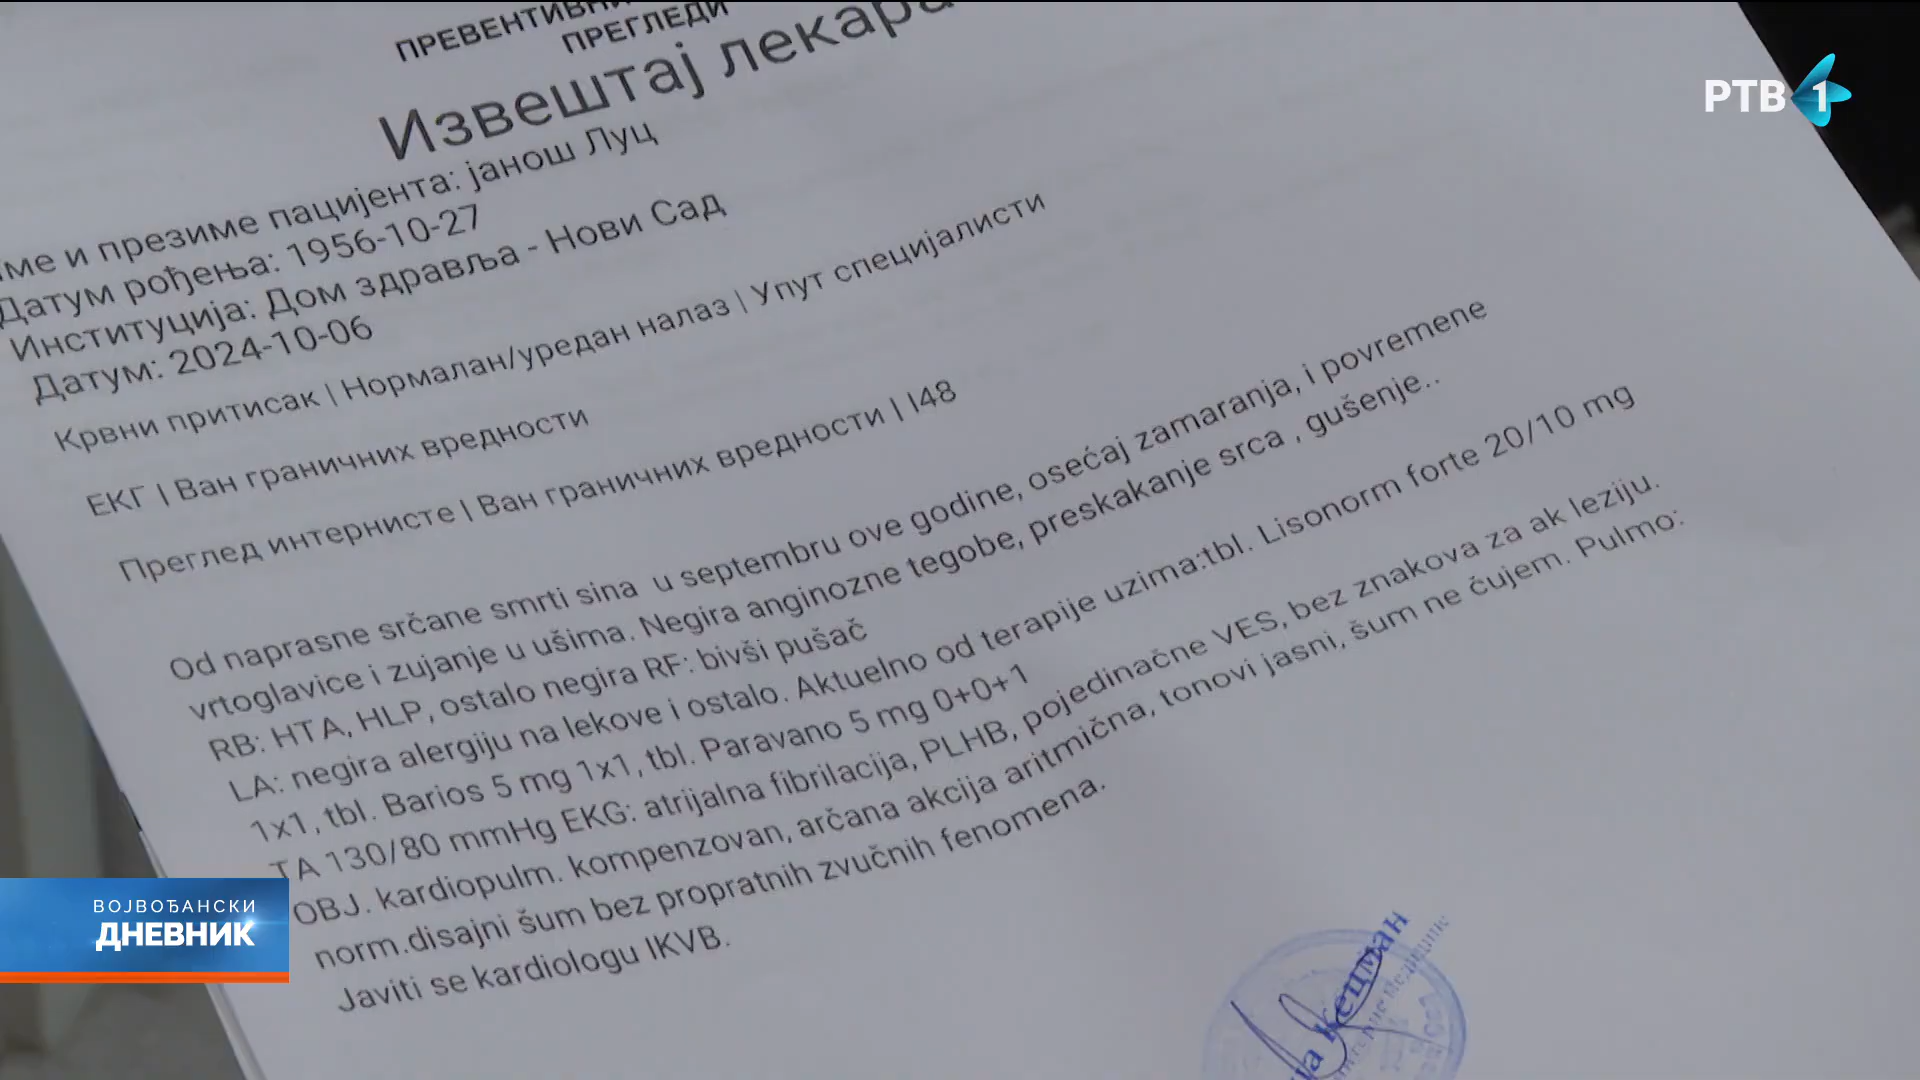 ПРЕВЕНТИВНИ
ПРЕГЛЕДИ
Извештај лекара
име и презиме пацијента: јанош Луц
Датум рођења: 1956-10-27
Институција: Дом здравља - Нови Сад
Датум: 2024-10-06
Крвни притисак | Нормалан/уредан налаз | Упут специјалисти
ЕКГ | Ван граничних вредности
Преглед интернисте | Ван граничних вредности | I48
Od naprasne srčane smrti sina u septembru ove godine, osećaj zamaranja, i povremene
vrtoglavice i zujanje u ušima. Negira anginozne tegobe, preskakanje srca , gušenje..
RB: HTA, HLP, ostalo negira RF: bivši pušač
LA: negira alergiju na lekove i ostalo. Aktuelno od terapije uzima:tbl. Lisonorm forte 20/10 mg
1x1, tbl. Barios 5 mg 1x1, tbl. Paravano 5 mg 0+0+1
TA 130/80 mmHg EKG: atrijalna fibrilacija, PLHB, pojedinačne VES, bez znakova za ak leziju.
OBJ. kardiopulm. kompenzovan, arčana akcija aritmična, tonovi jasni, šum ne čujem. Pulmo:
norm.disajni šum bez propratnih zvučnih fenomena.
Javiti se kardiologu IKVB.
Кецман
РТВ 1
ВОЈВОЂАНСКИ
ДНЕВНИК